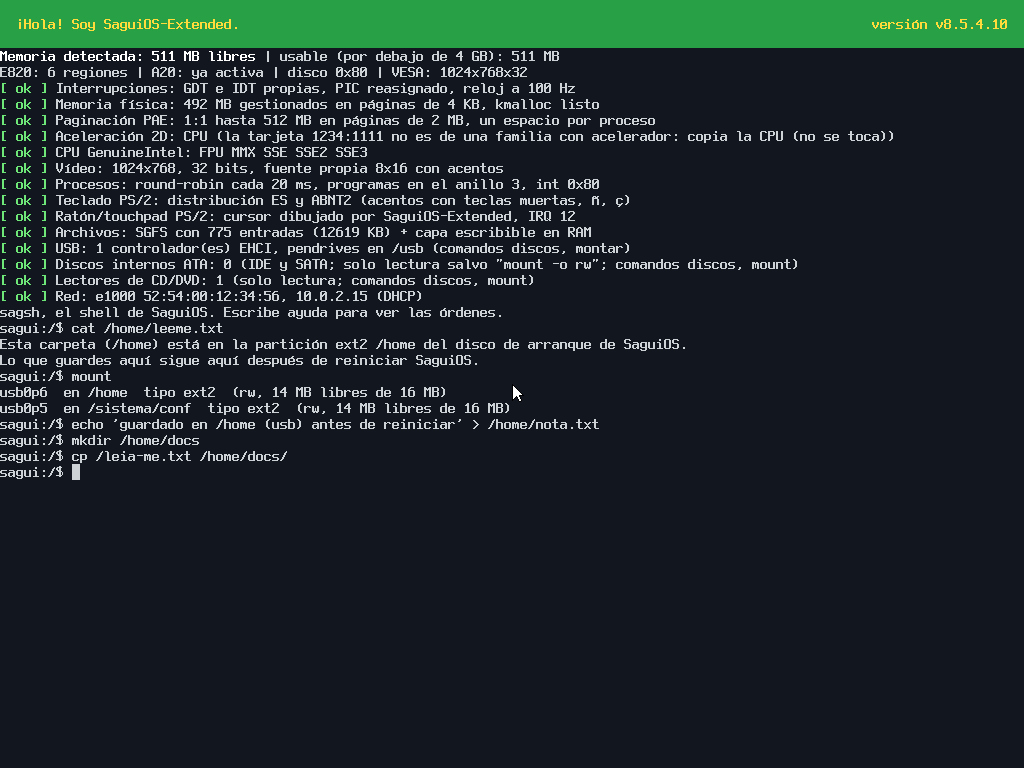 ¡Hola! Soy SaguiOS-Extended. versión v8.5.4.10
Memoria detectada: 511 MB libres | usable (por debajo de 4 GB): 511 MB
E820: 6 regiones | A20: ya activa | disco 0x80 | VESA: 1024x768x32
[ ok ] Interrupciones: GDT e IDT propias, PIC reasignado, reloj a 100 Hz
[ ok ] Memoria física: 492 MB gestionados en páginas de 4 KB, kmalloc listo
[ ok ] Paginación PAE: 1:1 hasta 512 MB en páginas de 2 MB, un espacio por proceso
[ ok ] Aceleración 2D: CPU (la tarjeta 1234:1111 no es de una familia con acelerador: copia la CPU (no se toca))
[ ok ] CPU GenuineIntel: FPU MMX SSE SSE2 SSE3
[ ok ] Vídeo: 1024x768, 32 bits, fuente propia 8x16 con acentos
[ ok ] Procesos: round-robin cada 20 ms, programas en el anillo 3, int 0x80
[ ok ] Teclado PS/2: distribución ES y ABNT2 (acentos con teclas muertas, ñ, ç)
[ ok ] Ratón/touchpad PS/2: cursor dibujado por SaguiOS-Extended, IRQ 12
[ ok ] Archivos: SGFS con 775 entradas (12619 KB) + capa escribible en RAM
[ ok ] USB: 1 controlador(es) EHCI, pendrives en /usb (comandos discos, montar)
[ ok ] Discos internos ATA: 0 (IDE y SATA; solo lectura salvo "mount -o rw"; comandos discos, mount)
[ ok ] Lectores de CD/DVD: 1 (solo lectura; comandos discos, mount)
[ ok ] Red: e1000 52:54:00:12:34:56, 10.0.2.15 (DHCP)
sagsh, el shell de SaguiOS. Escribe ayuda para ver las órdenes.
sagui:/$ cat /home/leeme.txt
Esta carpeta (/home) está en la partición ext2 /home del disco de arranque de SaguiOS.
Lo que guardes aquí sigue aquí después de reiniciar SaguiOS.
sagui:/$ mount
usb0p6  en /home  tipo ext2  (rw, 14 MB libres de 16 MB)
usb0p5  en /sistema/conf  tipo ext2  (rw, 14 MB libres de 16 MB)
sagui:/$ echo 'guardado en /home (usb) antes de reiniciar' > /home/nota.txt
sagui:/$ mkdir /home/docs
sagui:/$ cp /leia-me.txt /home/docs/
sagui:/$